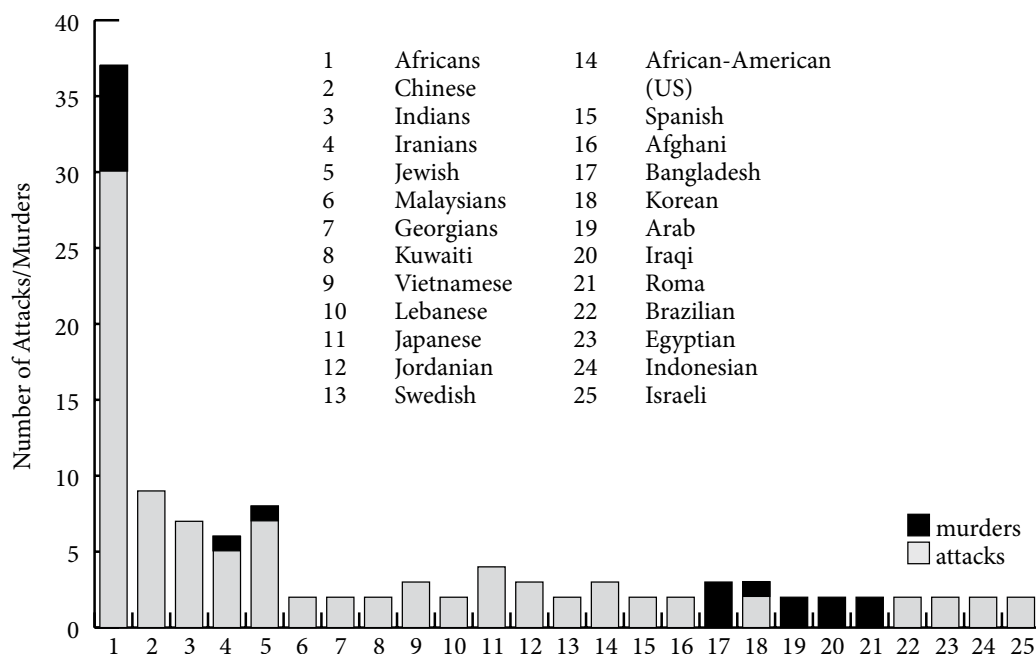 40
35
30
25
20
15
10
5
0
Number of Attacks/Murders
1 Africans
2 Chinese
3 Indians
4 Iranians
5 Jewish
6 Malaysians
7 Georgians
8 Kuwaiti
9 Vietnamese
10 Lebanese
11 Japanese
12 Jordanian
13 Swedish
14 African-American
(US)
15 Spanish
16 Afghani
17 Bangladesh
18 Korean
19 Arab
20 Iraqi
21 Roma
22 Brazilian
23 Egyptian
24 Indonesian
25 Israeli
murders
attacks
1 2 3 4 5 6 7 8 9 10 11 12 13 14 15 16 17 18 19 20 21 22 23 24 25